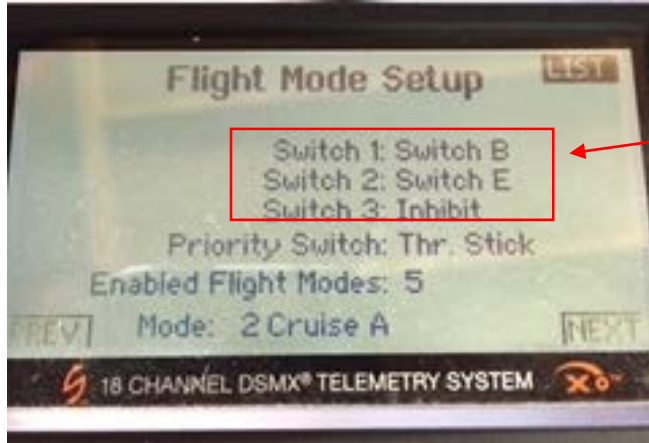 Flight Mode Setup
LIST
Switch 1: Switch B
Switch 2: Switch E
Switch 3: Inhibit
Priority Switch: Thr. Stick
Enabled Flight Modes: 5
PREV
Mode: 2 Cruise A
NEXT
18 CHANNEL DSMX® TELEMETRY SYSTEM